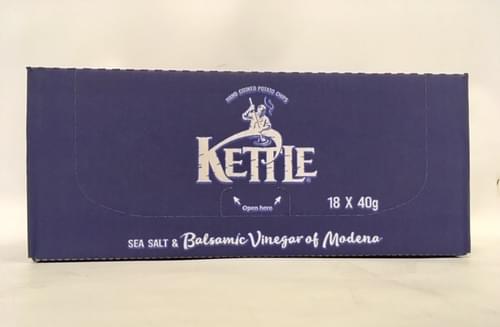 HAND COOKED POTATO CHIPS
KETTLE®
Open here
18 X 40g
SEA SALT & Balsamic Vinegar of Modena